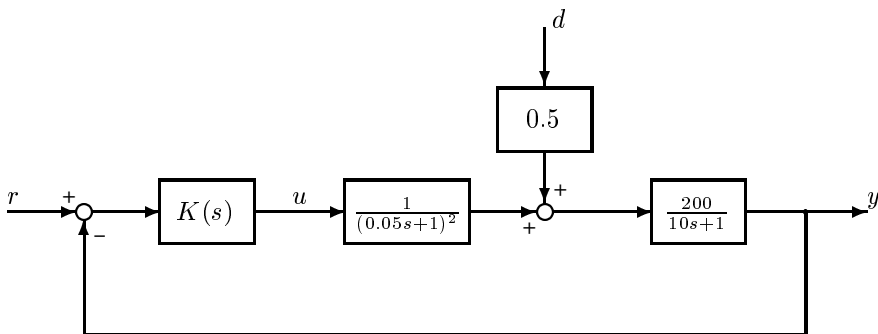 d
0.5
r
+
−
K(s)
u
1/(0.05s+1)²
+
+
200/10s+1
y